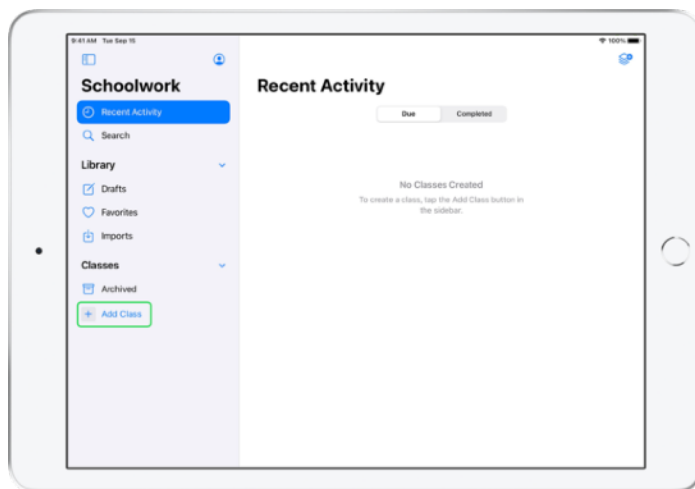 9:41 AM Tue Sep 15
100%
Schoolwork
Recent Activity
Search
Library
Drafts
Favorites
Imports
Classes
Archived
Add Class
Recent Activity
Due Completed
No Classes Created
To create a class, tap the Add Class button in
the sidebar.